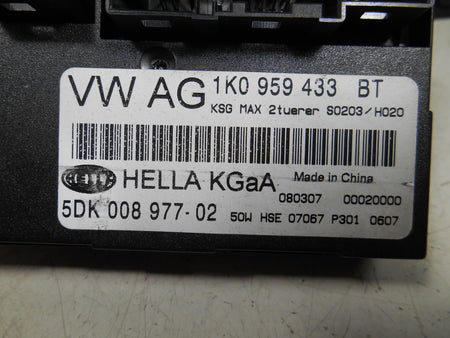 VW AG 1K0 959 433 BT
KSG MAX 2tuerer S0203/H020
HELLA HELLA KGaA Made in China
080307 00020000
5DK 008 977-02 50W HSE 07067 P301 0607